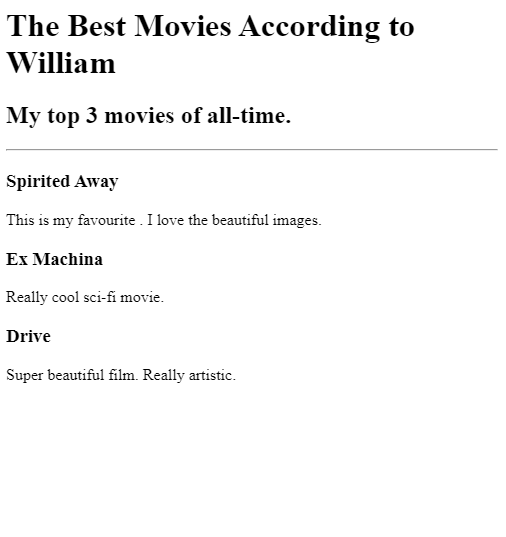 The Best Movies According to
William
My top 3 movies of all-time.
Spirited Away
This is my favourite . I love the beautiful images.
Ex Machina
Really cool sci-fi movie.
Drive
Super beautiful film. Really artistic.